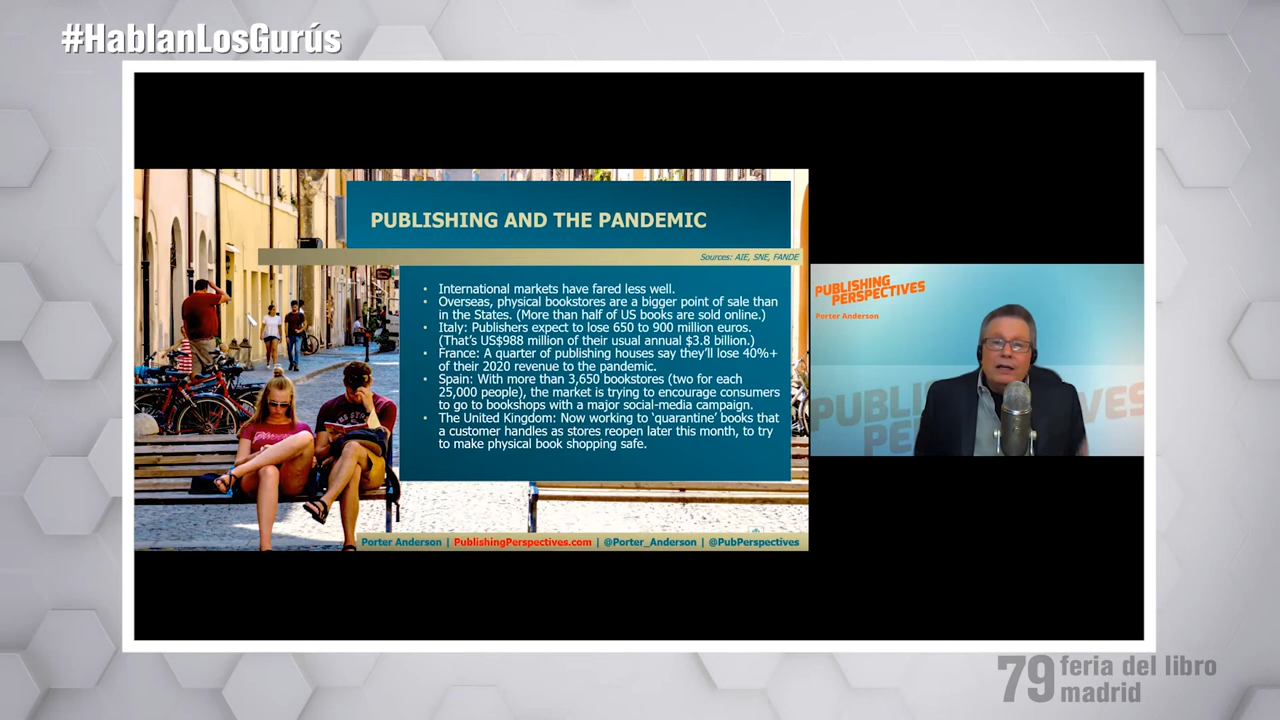 #HablanLosGurús
PUBLISHING AND THE PANDEMIC
Sources: AIE, SNE, FANDE
• International markets have fared less well.
• Overseas, physical bookstores are a bigger point of sale than
in the States. (More than half of US books are sold online.)
• Italy: Publishers expect to lose 650 to 900 million euros.
(That's US$988 million of their usual annual $3.8 billion.)
• France: A quarter of publishing houses say they'll lose 40%+
of their 2020 revenue to the pandemic.
• Spain: With more than 3,650 bookstores (two for each
25,000 people), the market is trying to encourage consumers
to go to bookshops with a major social-media campaign.
• The United Kingdom: Now working to 'quarantine' books that
a customer handles as stores reopen later this month, to try
to make physical book shopping safe.
Porter Anderson | PublishingPerspectives.com | @Porter_Anderson | @PubPerspectives
PUBLISHING
PERSPECTIVES
Porter Anderson
79 feria del libro
madrid